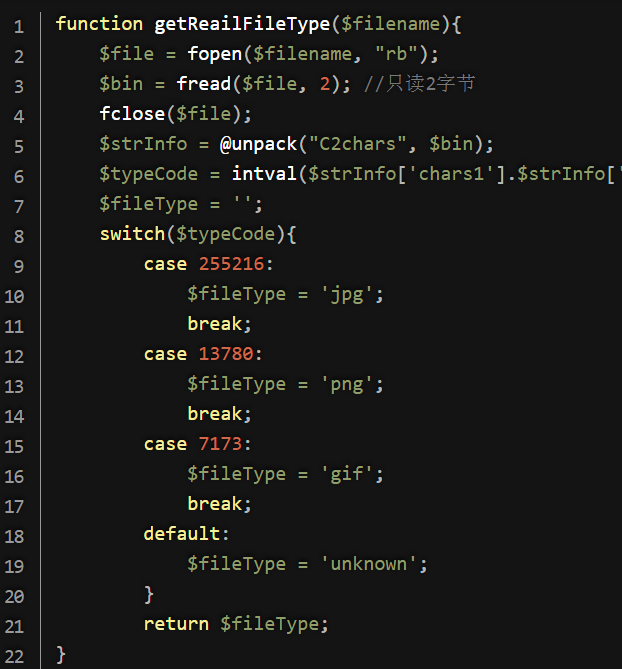 1 function getReailFileType($filename){
2 $file = fopen($filename, "rb");
3 $bin = fread($file, 2); //只读2字节
4 fclose($file);
5 $strInfo = @unpack("C2chars", $bin);
6 $typeCode = intval($strInfo['chars1'].$strInfo['
7 $fileType = '';
8 switch($typeCode){
9 case 255216:
10 $fileType = 'jpg';
11 break;
12 case 13780:
13 $fileType = 'png';
14 break;
15 case 7173:
16 $fileType = 'gif';
17 break;
18 default:
19 $fileType = 'unknown';
20 }
21 return $fileType;
22 }